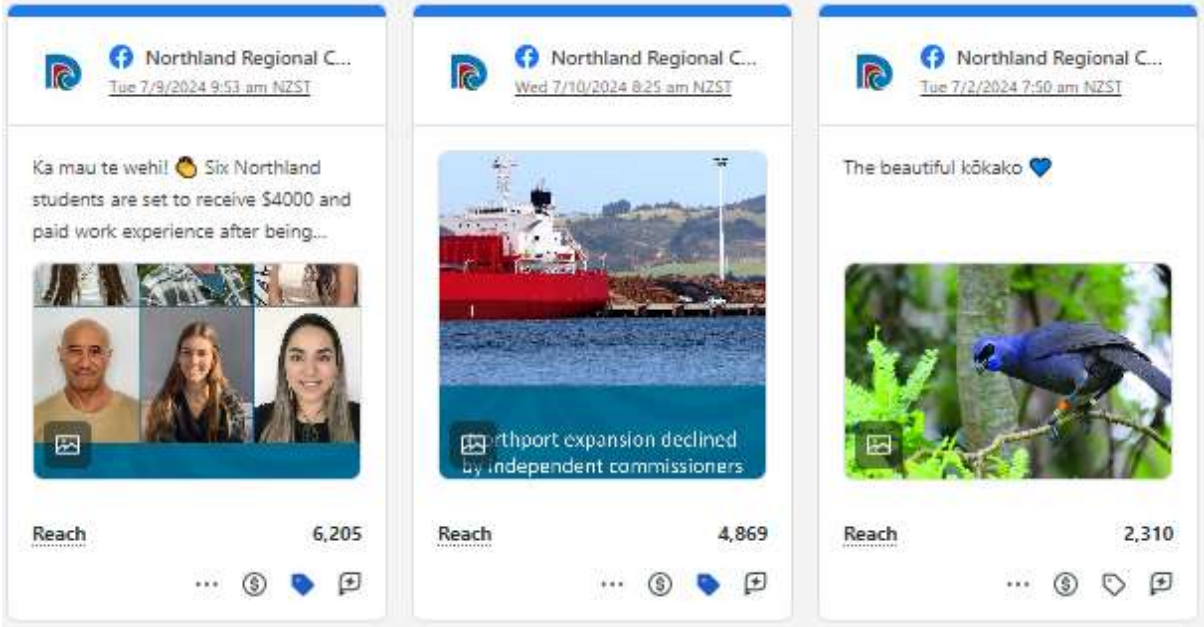 Northland Regional C...
Tue 7/9/2024 9:53 am NZST
Ka mau te wehi! 👏 Six Northland
students are set to receive $4000 and
paid work experience after being...
Reach 6,205
Northland Regional C...
Wed 7/10/2024 8:25 am NZST
orthport expansion declined
by independent commissioners
Reach 4,869
Northland Regional C...
Tue 7/2/2024 7:50 am NZST
The beautiful kōkako 💙
Reach 2,310